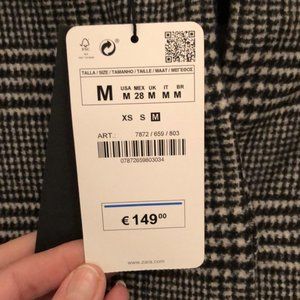 FSC
TALLA / SIZE / TAMANHO / TAILLE / MAAT / ΜΕΓΕΘΟΣ
M
USA MEX UK IT BR
M 28 M M M
XS S M
ART.: 7872 / 659 / 803
07872659803034
€ 149.00
www.zara.com